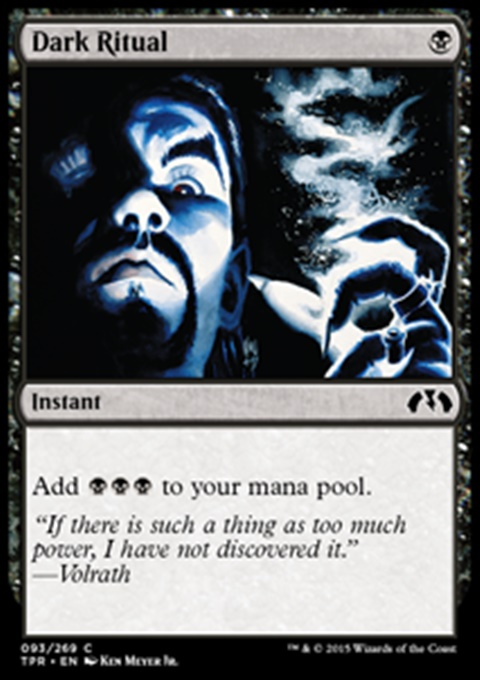 Dark Ritual
Instant
Add to your mana pool.
“If there is such a thing as too much
power, I have not discovered it.”
—Volrath
093/269 C
TPR • EN Ken Meyer Jr.
™ & © 2015 Wizards of the Coast